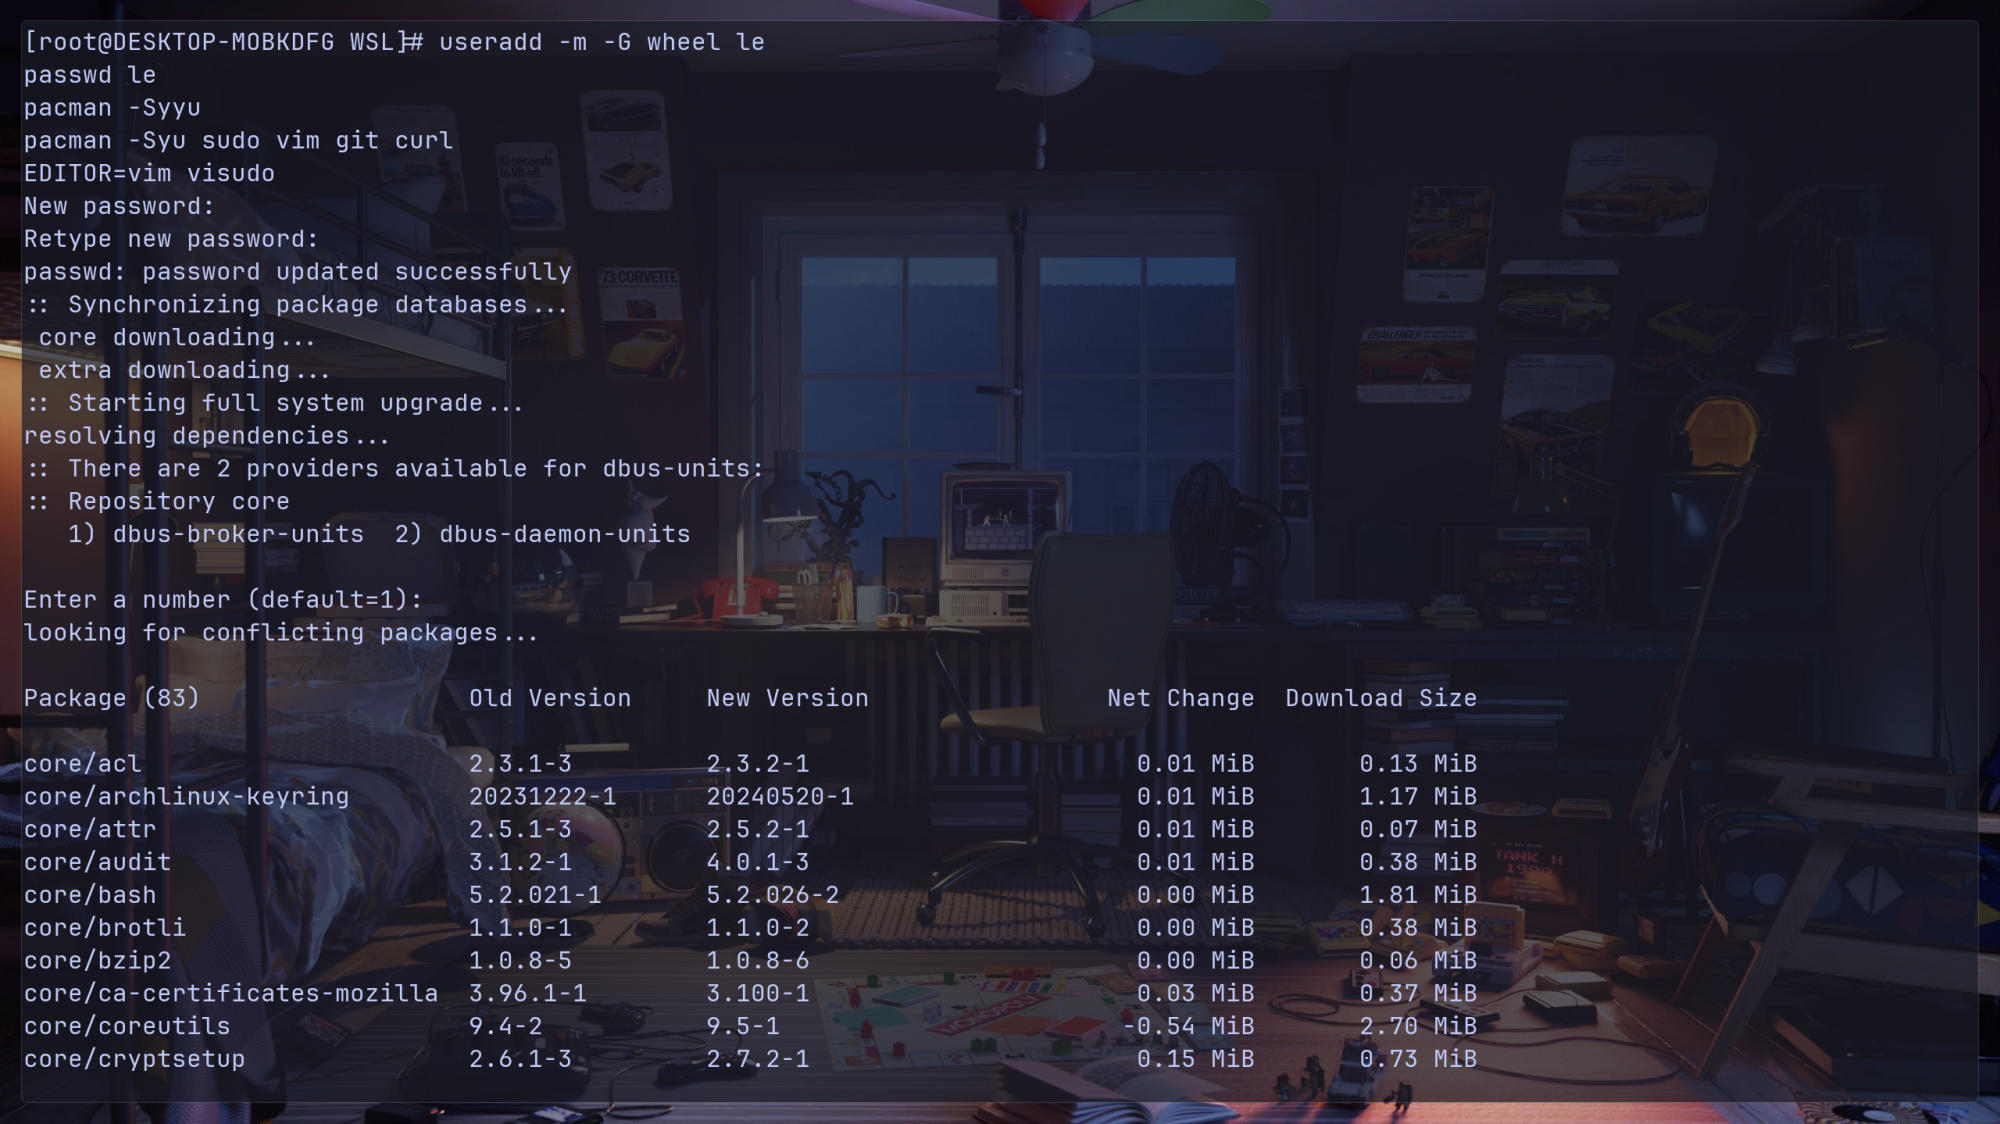 [root@DESKTOP-MOBKDFG WSL]# useradd -m -G wheel le
passwd le
pacman -Syyu
pacman -Syu sudo vim git curl
EDITOR=vim visudo
New password:
Retype new password:
passwd: password updated successfully
:: Synchronizing package databases...
 core downloading...
 extra downloading...
:: Starting full system upgrade...
resolving dependencies...
:: There are 2 providers available for dbus-units:
:: Repository core
   1) dbus-broker-units  2) dbus-daemon-units
Enter a number (default=1):
looking for conflicting packages...
Package (83)                  Old Version     New Version                Net Change  Download Size
core/acl                      2.3.1-3         2.3.2-1                      0.01 MiB       0.13 MiB
core/archlinux-keyring        20231222-1      20240520-1                   0.01 MiB       1.17 MiB
core/attr                     2.5.1-3         2.5.2-1                      0.01 MiB       0.07 MiB
core/audit                    3.1.2-1         4.0.1-3                      0.01 MiB       0.38 MiB
core/bash                     5.2.021-1       5.2.026-2                    0.00 MiB       1.81 MiB
core/brotli                   1.1.0-1         1.1.0-2                      0.00 MiB       0.38 MiB
core/bzip2                    1.0.8-5         1.0.8-6                      0.00 MiB       0.06 MiB
core/ca-certificates-mozilla  3.96.1-1        3.100-1                      0.03 MiB       0.37 MiB
core/coreutils                9.4-2           9.5-1                       -0.54 MiB       2.70 MiB
core/cryptsetup               2.6.1-3         2.7.2-1                      0.15 MiB       0.73 MiB
10 seconds
to lift off.
'73 CORVETTE
CHALLENGER
TANK
1990
MONOPOLY